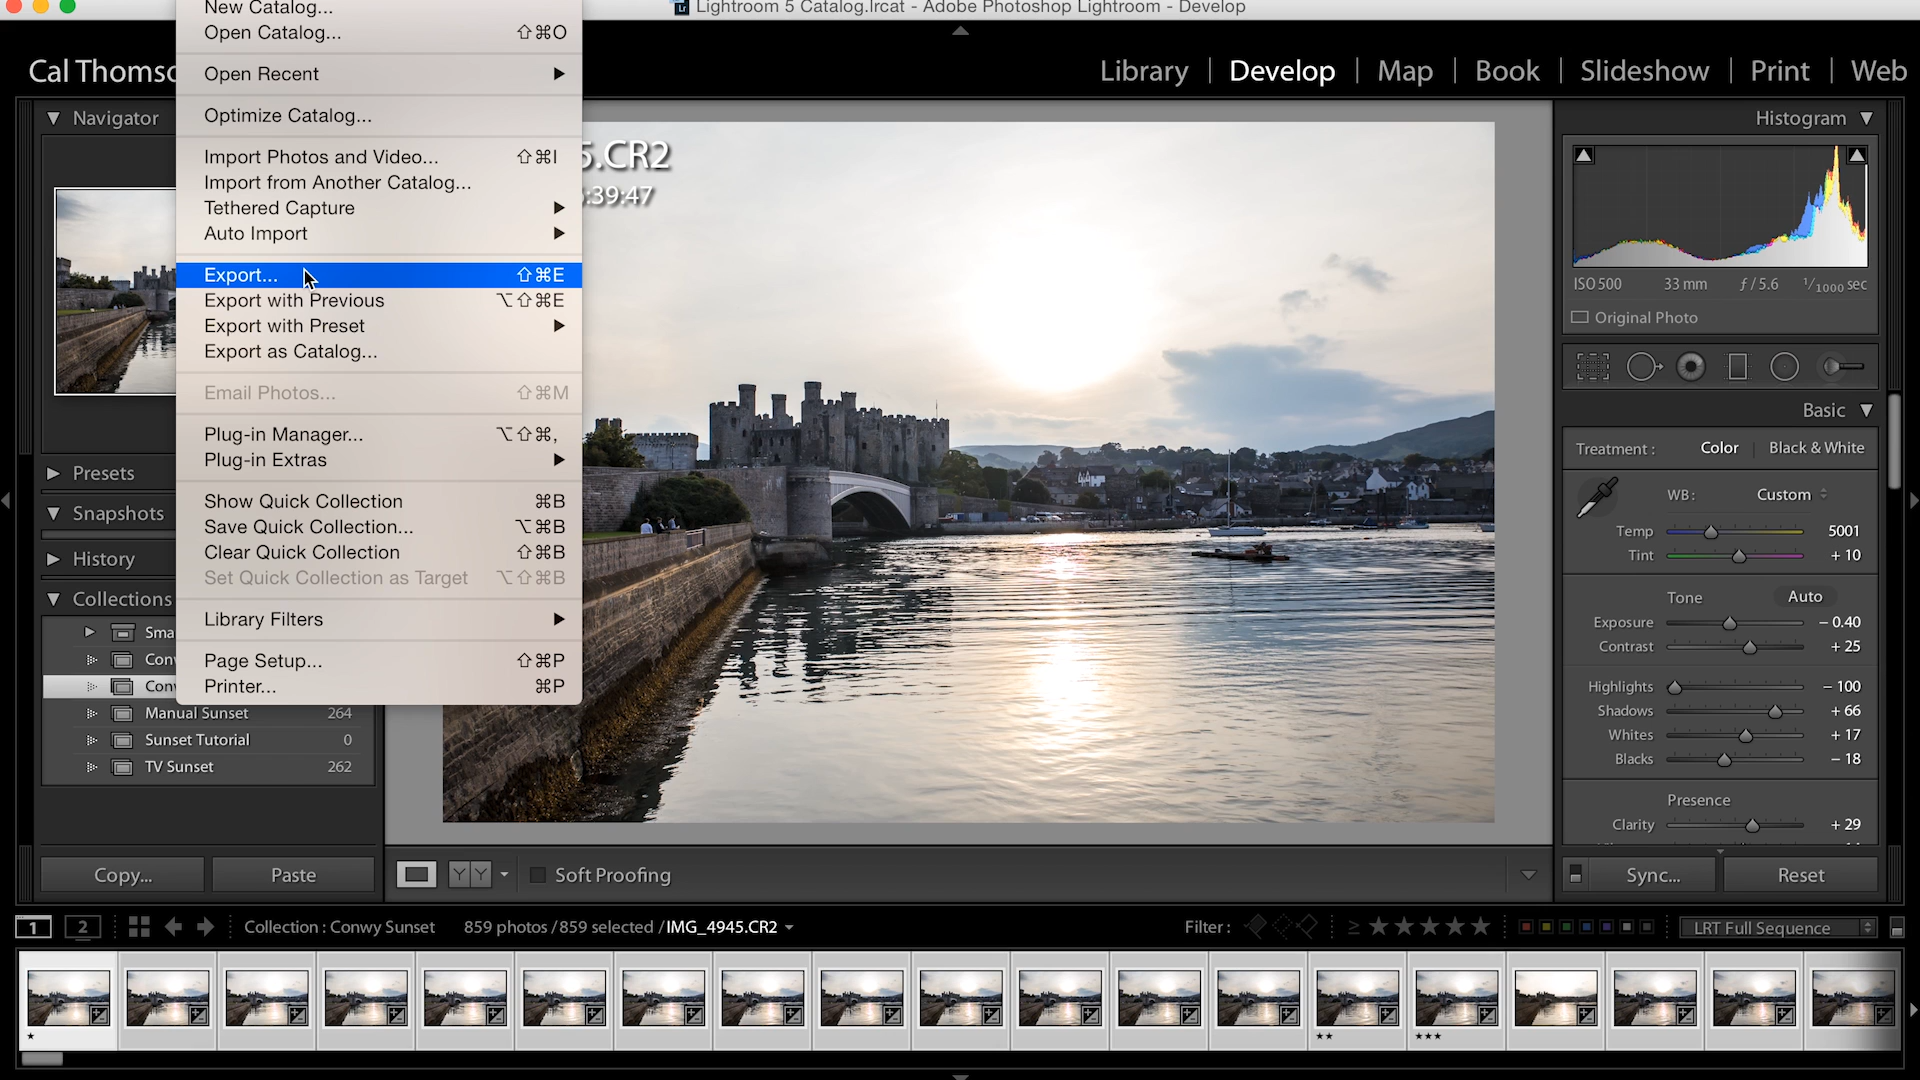 New Catalog...
Lightroom 5 Catalog.lrcat - Adobe Photoshop Lightroom - Develop
Open Catalog... ⇧⌘O
Open Recent ▶
Optimize Catalog...
Import Photos and Video... ⇧⌘I
Import from Another Catalog...
Tethered Capture ▶
Auto Import ▶
Export... ⇧⌘E
Export with Previous ⌥⇧⌘E
Export with Preset ▶
Export as Catalog...
Email Photos... ⇧⌘M
Plug-in Manager... ⌥⇧⌘,
Plug-in Extras ▶
Show Quick Collection ⌘B
Save Quick Collection... ⌥⌘B
Clear Quick Collection ⇧⌘B
Set Quick Collection as Target ⌥⇧⌘B
Library Filters ▶
Page Setup... ⇧⌘P
Printer... ⌘P
Cal Thomso
Library | Develop | Map | Book | Slideshow | Print | Web
Navigator
Presets
Snapshots
History
Collections
Sma
Con
Conv
Manual Sunset 264
Sunset Tutorial 0
TV Sunset 262
Copy... Paste
5.CR2
:39:47
Histogram
ISO 500 33 mm ƒ / 5.6 1/1000 sec
Original Photo
Basic
Treatment : Color | Black & White
WB : Custom
Temp 5001
Tint + 10
Tone Auto
Exposure – 0.40
Contrast + 25
Highlights – 100
Shadows + 66
Whites + 17
Blacks – 18
Presence
Clarity + 29
Sync... Reset
YY Soft Proofing
1 2 Collection : Conwy Sunset 859 photos / 859 selected / IMG_4945.CR2
Filter : ≥ ★★★★★ LRT Full Sequence